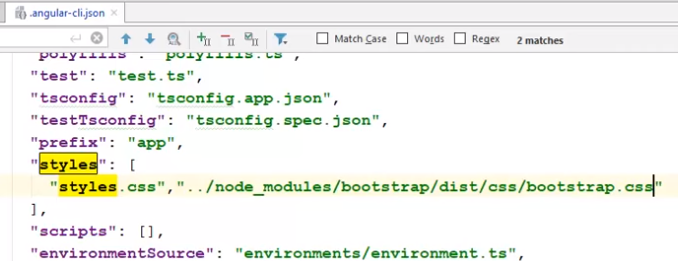 .angular-cli.json
Match Case Words Regex 2 matches
"polyfills": "polyfills.ts",
"test": "test.ts",
"tsconfig": "tsconfig.app.json",
"testTsconfig": "tsconfig.spec.json",
"prefix": "app",
"styles": [
"styles.css","../node_modules/bootstrap/dist/css/bootstrap.css"
],
"scripts": [],
"environmentSource": "environments/environment.ts",